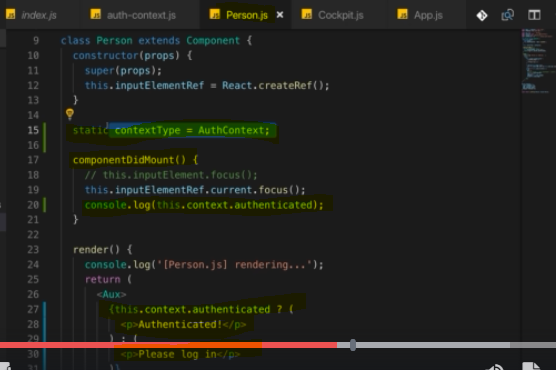 index.js auth-context.js Person.js × Cockpit.js App.js
9 class Person extends Component {
10 constructor(props) {
11 super(props);
12 this.inputElementRef = React.createRef();
13 }
14
15 static contextType = AuthContext;
16
17 componentDidMount() {
18 // this.inputElement.focus();
19 this.inputElementRef.current.focus();
20 console.log(this.context.authenticated);
21 }
22
23 render() {
24 console.log('[Person.js] rendering...');
25 return (
26 <Aux>
27 {this.context.authenticated ? (
28 <p>Authenticated!</p>
29 ) : (
30 <p>Please log in</p>
)}